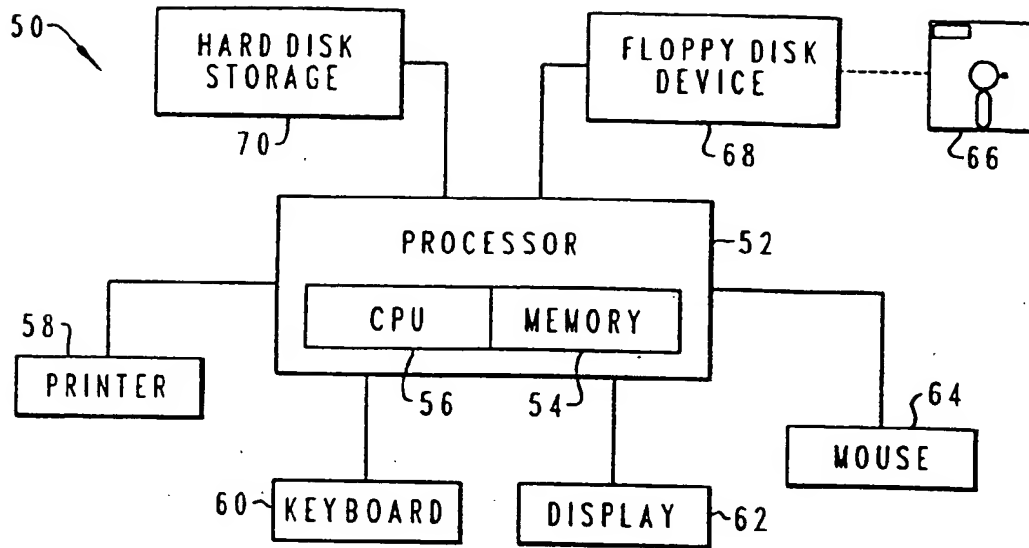 50
HARD DISK
STORAGE
70
FLOPPY DISK
DEVICE
68
66
PROCESSOR
52
CPU
MEMORY
56
54
58
PRINTER
64
MOUSE
60
KEYBOARD
DISPLAY
62